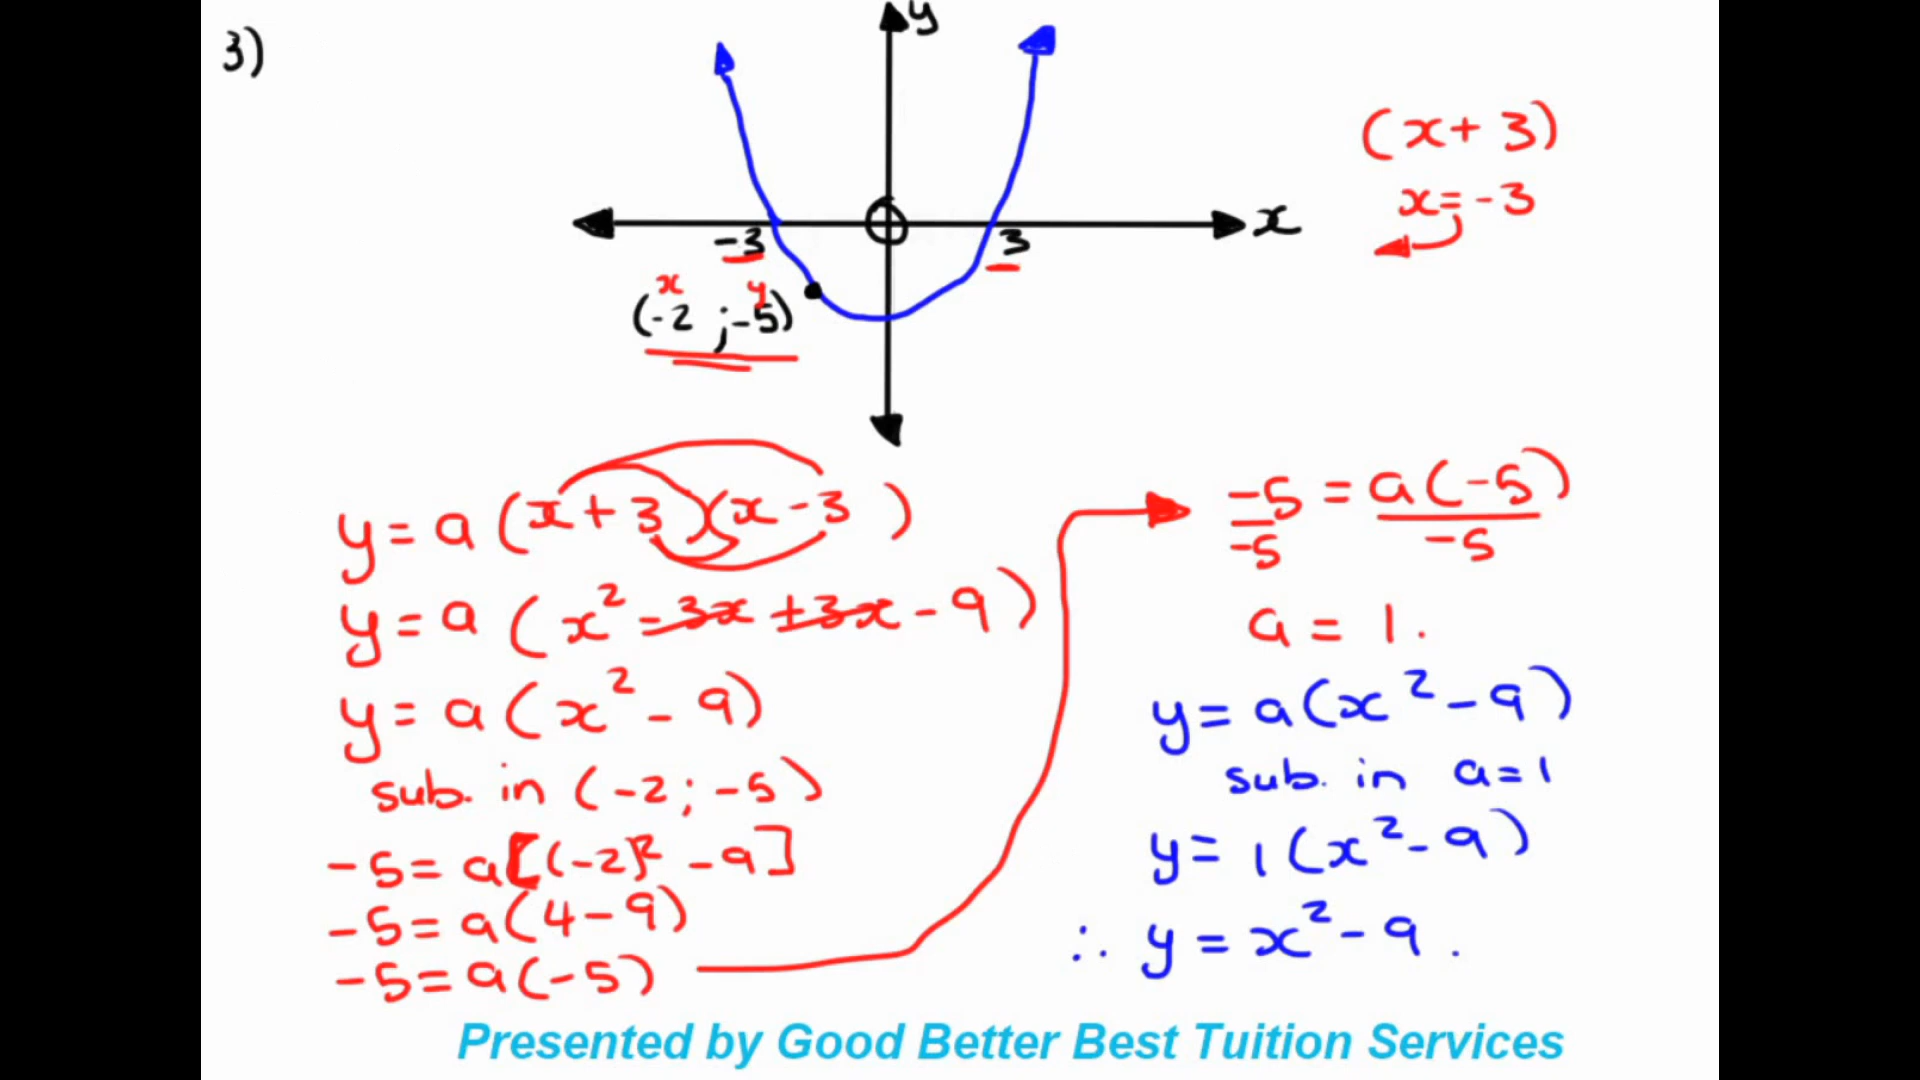 3)
y
(x + 3)
x = -3
x
-3
3
x y
(-2 ; -5)
y = a (x + 3)(x - 3)
y = a (x² - 3x + 3x - 9)
y = a (x² - 9)
sub. in (-2 ; -5)
-5 = a[(-2)² - 9]
-5 = a(4 - 9)
-5 = a(-5)
-5 = a(-5)
-5 -5
a = 1.
y = a(x² - 9)
sub. in a = 1
y = 1(x² - 9)
∴ y = x² - 9.
Presented by Good Better Best Tuition Services